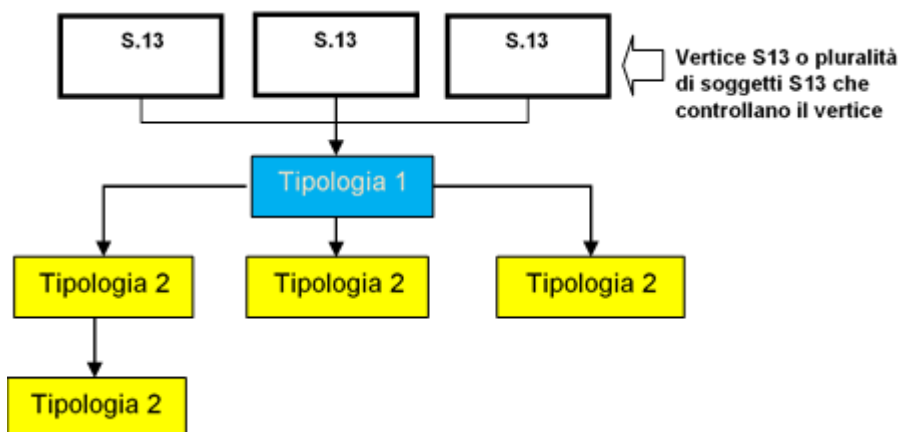 S.13
S.13
S.13
Vertice S13 o pluralità
di soggetti S13 che
controllano il vertice
Tipologia 1
Tipologia 2
Tipologia 2
Tipologia 2
Tipologia 2